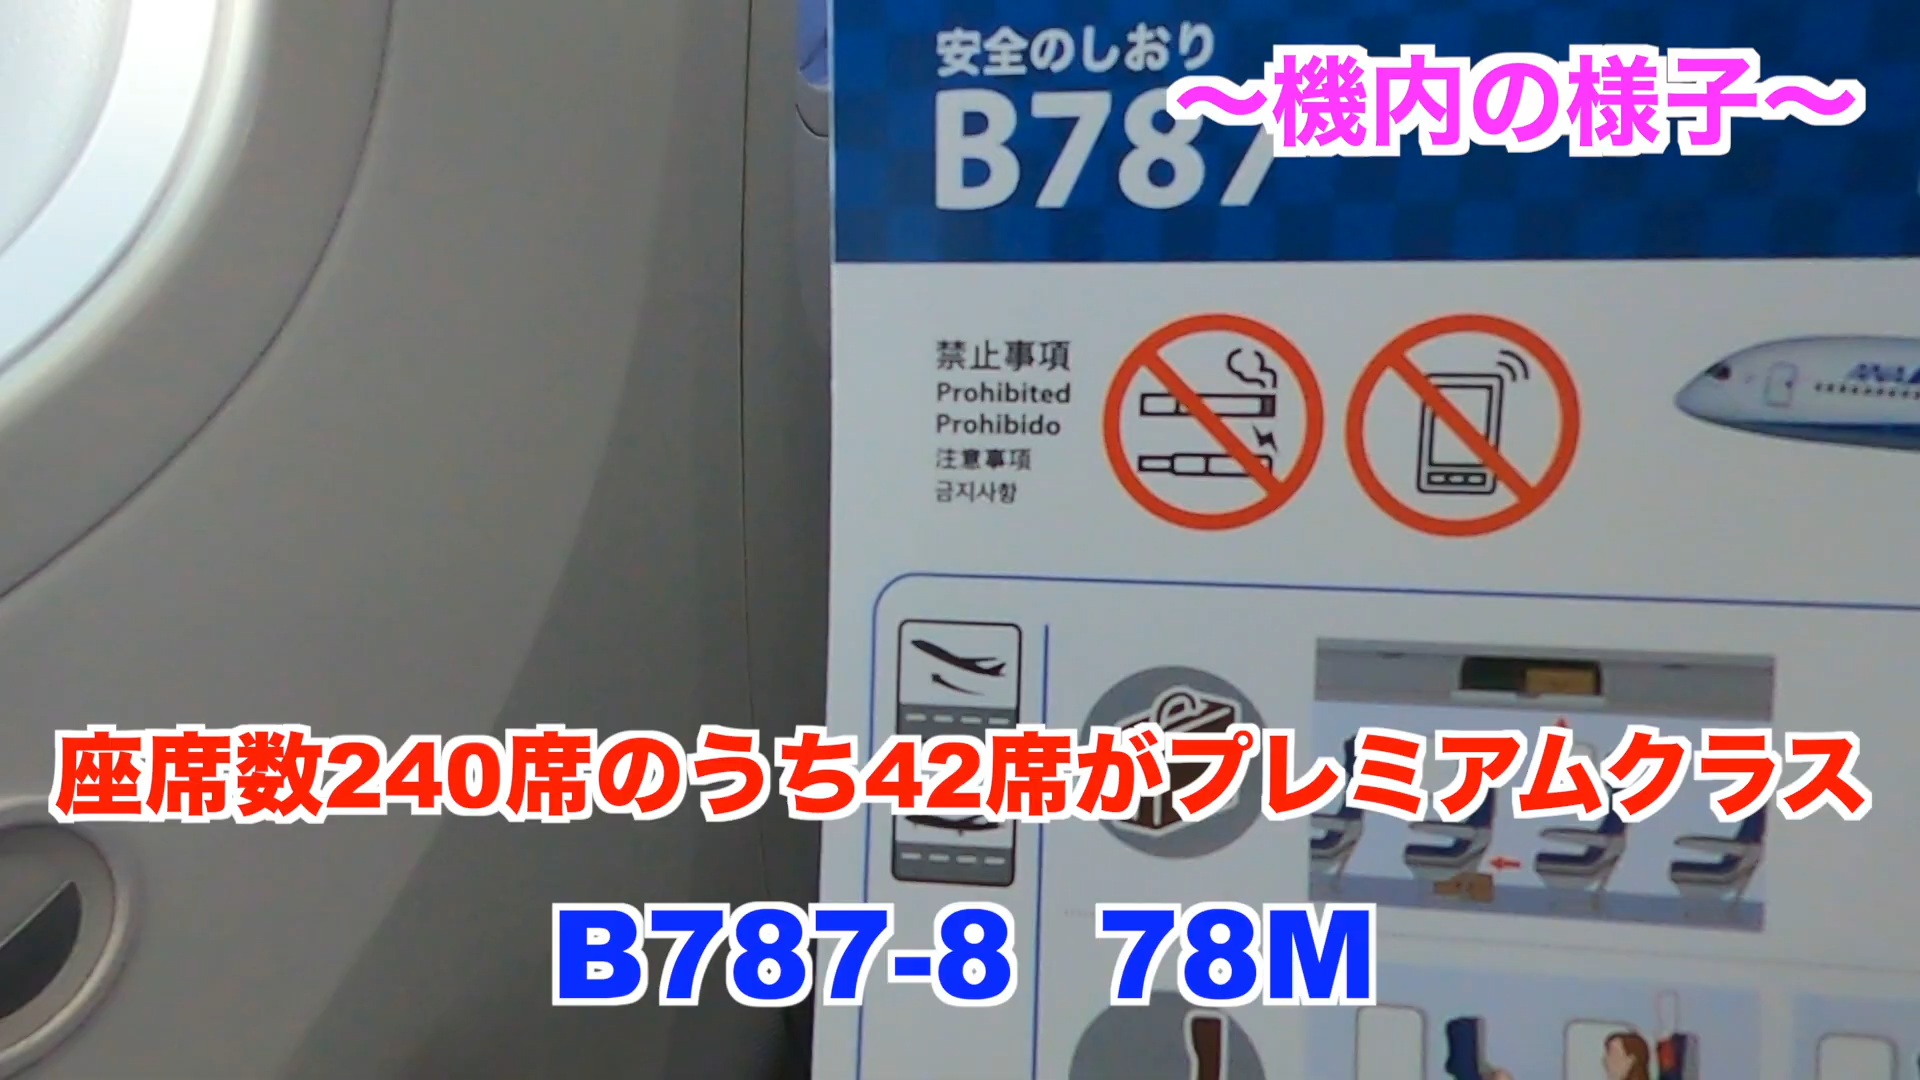 安全のしおり
B787
〜機内の様子〜
禁止事項
Prohibited
Prohibido
注意事項
금지사항
ANA
座席数240席のうち42席がプレミアムクラス
B787-8 78M